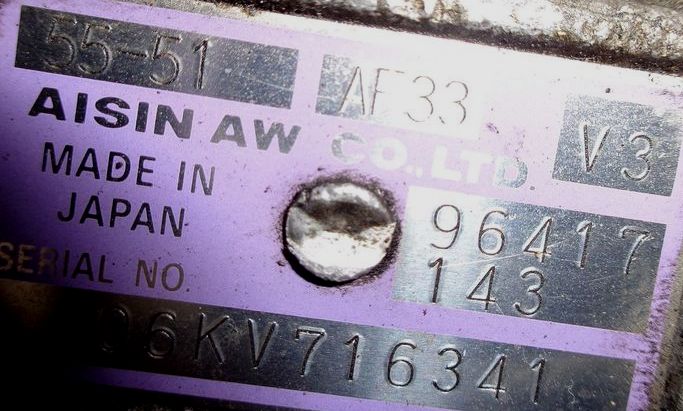 55-51 AF33 V3
AISIN AW CO.,LTD
MADE IN
JAPAN
96417
143
SERIAL NO.
06KV716341